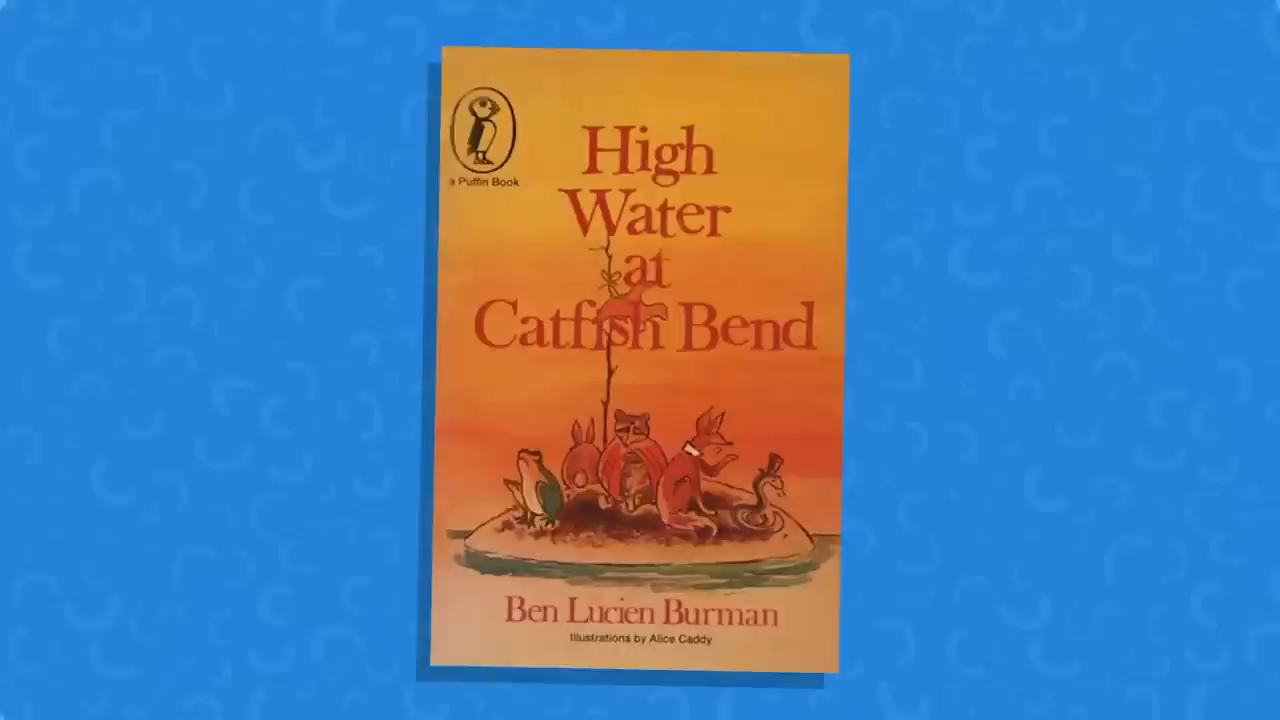 a Puffin Book
High
Water
at
Catfish Bend
Ben Lucien Burman
Illustrations by Alice Caddy